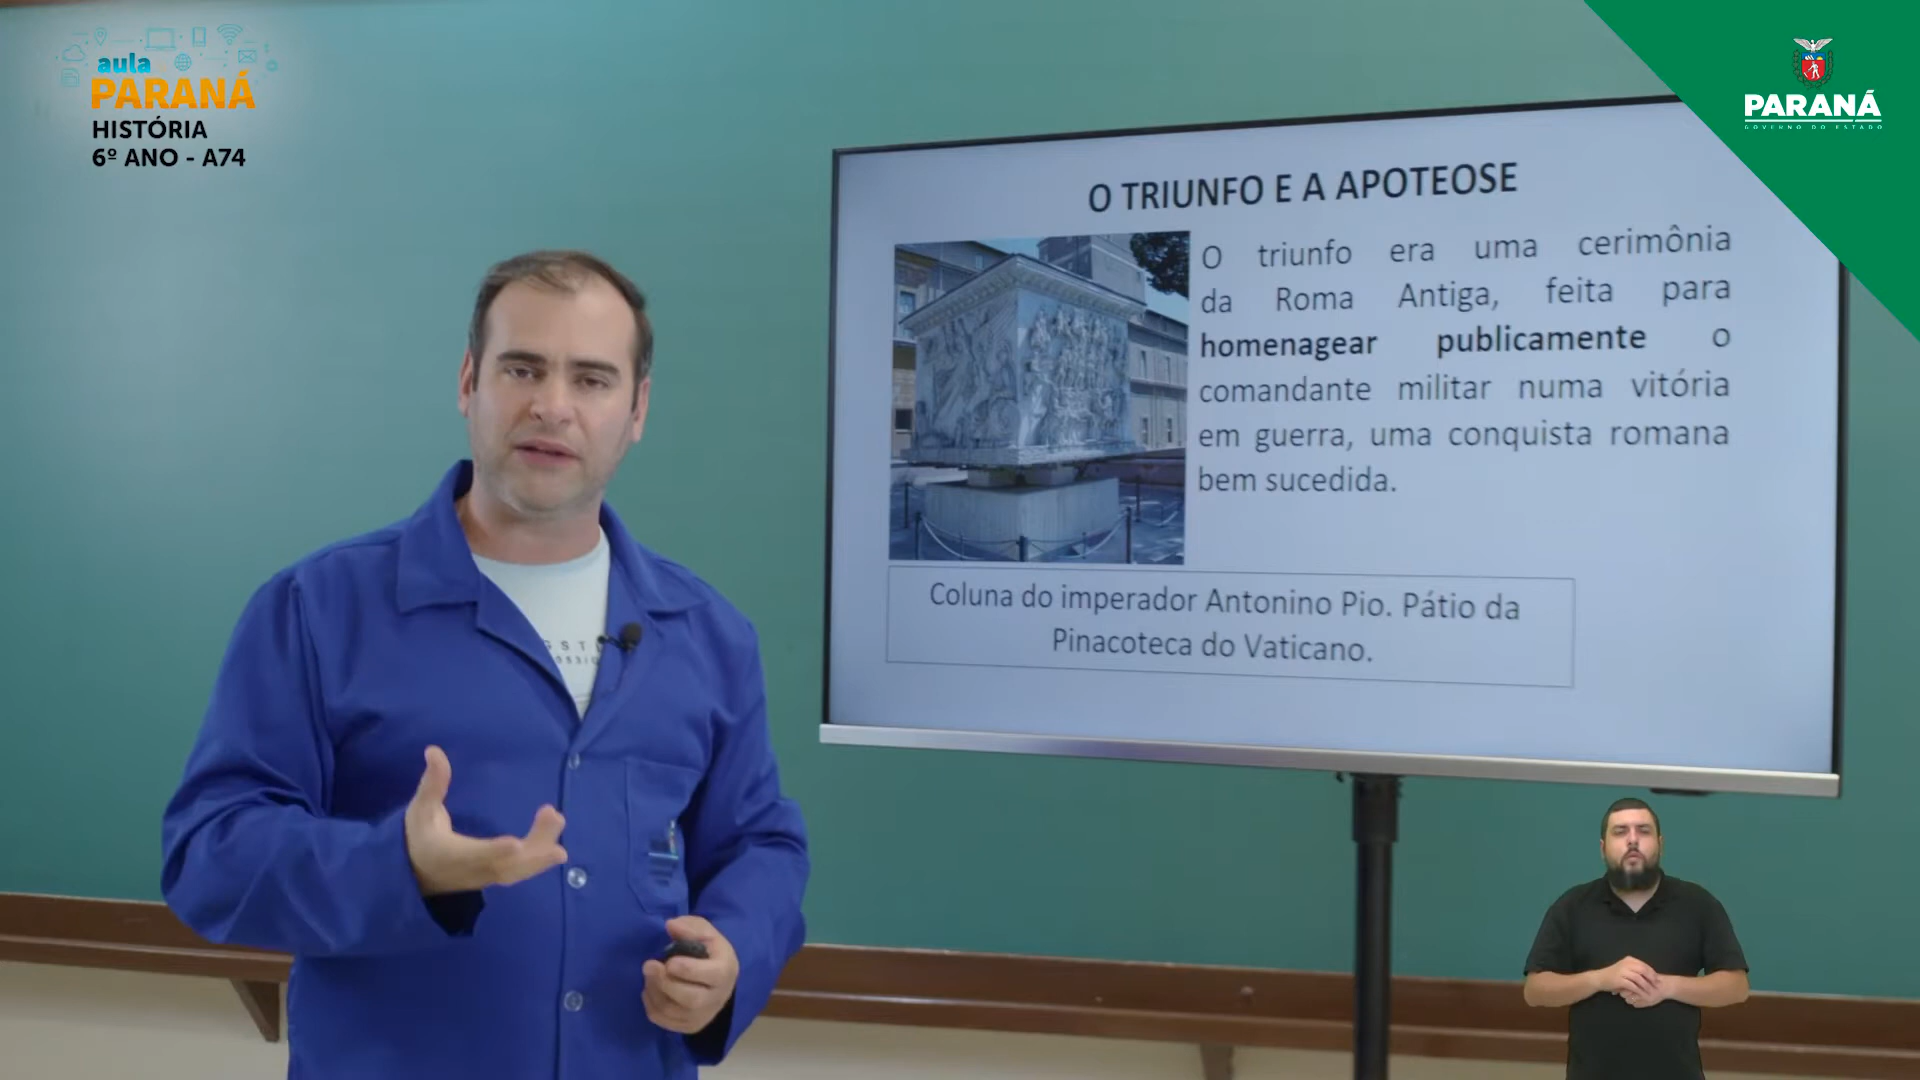 aula
PARANÁ
HISTÓRIA
6º ANO - A74
PARANÁ
GOVERNO DO ESTADO
O TRIUNFO E A APOTEOSE
O triunfo era uma cerimônia
da Roma Antiga, feita para
homenagear publicamente o
comandante militar numa vitória
em guerra, uma conquista romana
bem sucedida.
Coluna do imperador Antonino Pio. Pátio da
Pinacoteca do Vaticano.